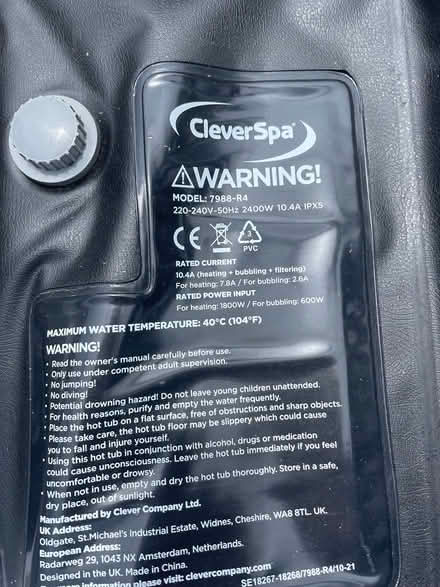 CleverSpa®
WARNING!
MODEL: 7988-R4
220-240V~50Hz 2400W 10.4A IPX5
CE
3
PVC
RATED CURRENT
10.4A (heating + bubbling + filtering)
For heating: 7.8A / For bubbling: 2.6A
RATED POWER INPUT
For heating: 1800W / For bubbling: 600W
MAXIMUM WATER TEMPERATURE: 40°C (104°F)
WARNING!
• Read the owner's manual carefully before use.
• Only use under competent adult supervision.
• No jumping!
• No diving!
• Potential drowning hazard! Do not leave young children unattended.
• For health reasons, purify and empty the water frequently.
• Place the hot tub on a flat surface, free of obstructions and sharp objects.
• Please take care, the hot tub floor may be slippery which could cause
you to fall and injure yourself.
• Using this hot tub in conjunction with alcohol, drugs or medication
could cause unconsciousness. Leave the hot tub immediately if you feel
uncomfortable or drowsy.
• When not in use, empty and dry the hot tub thoroughly. Store in a safe,
dry place, out of sunlight.
Manufactured by Clever Company Ltd.
UK Address:
Oldgate, St.Michael's Industrial Estate, Widnes, Cheshire, WA8 8TL. UK.
European Address:
Radarweg 29, 1043 NX Amsterdam, Netherlands.
Designed in the UK. Made in China.
information please visit: clevercompany.com
SE18267-18268/7988-R4/10-21